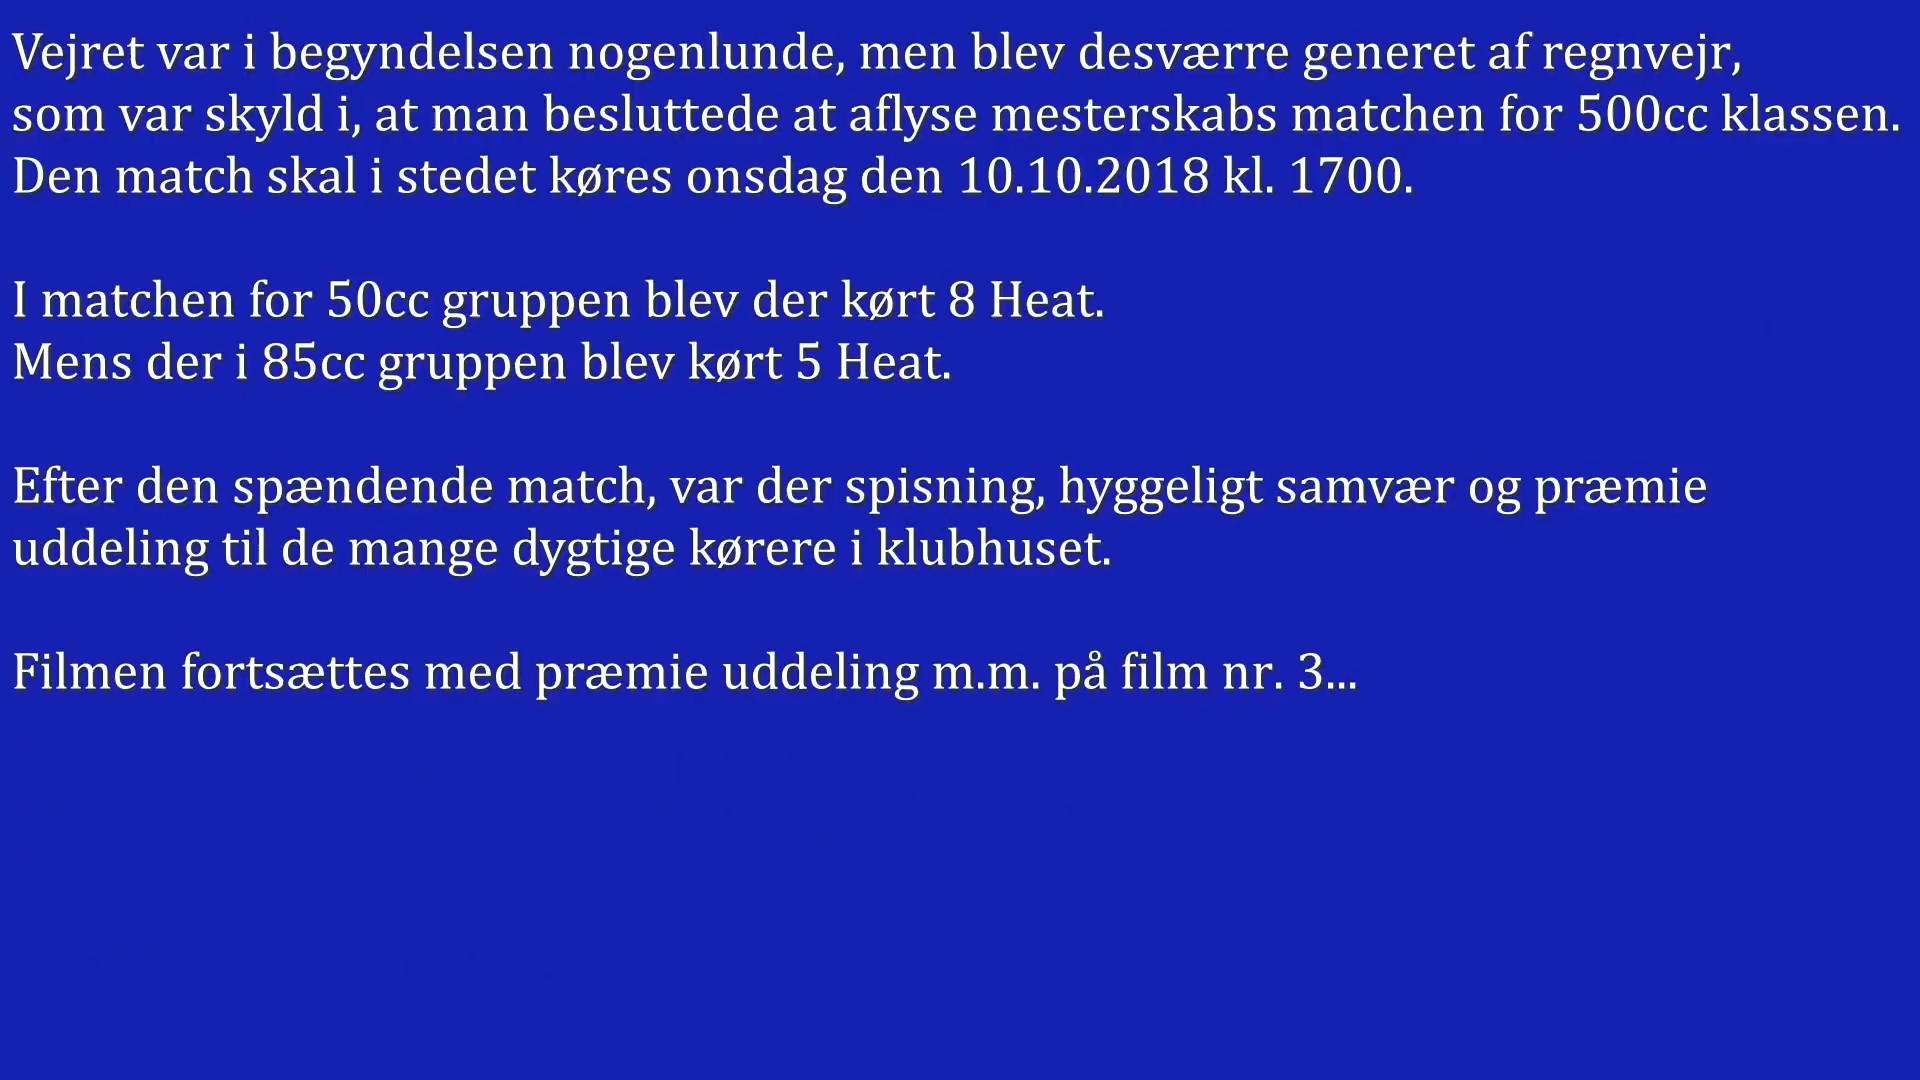 Vejret var i begyndelsen nogenlunde, men blev desværre generet af regnvejr,
som var skyld i, at man besluttede at aflyse mesterskabs matchen for 500cc klassen.
Den match skal i stedet køres onsdag den 10.10.2018 kl. 1700.
I matchen for 50cc gruppen blev der kørt 8 Heat.
Mens der i 85cc gruppen blev kørt 5 Heat.
Efter den spændende match, var der spisning, hyggeligt samvær og præmie
uddeling til de mange dygtige kørere i klubhuset.
Filmen fortsættes med præmie uddeling m.m. på film nr. 3...